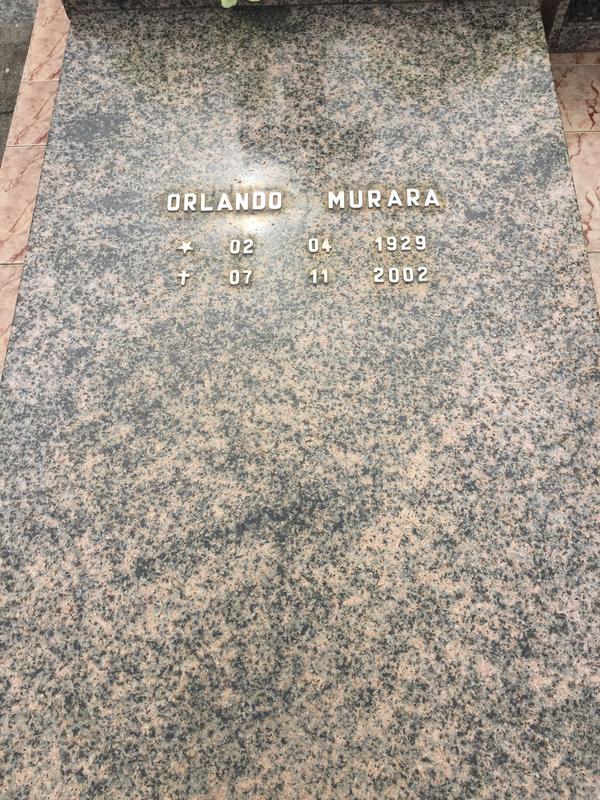 ORLANDO MURARA
★ 02 04 1929
✝ 07 11 2002